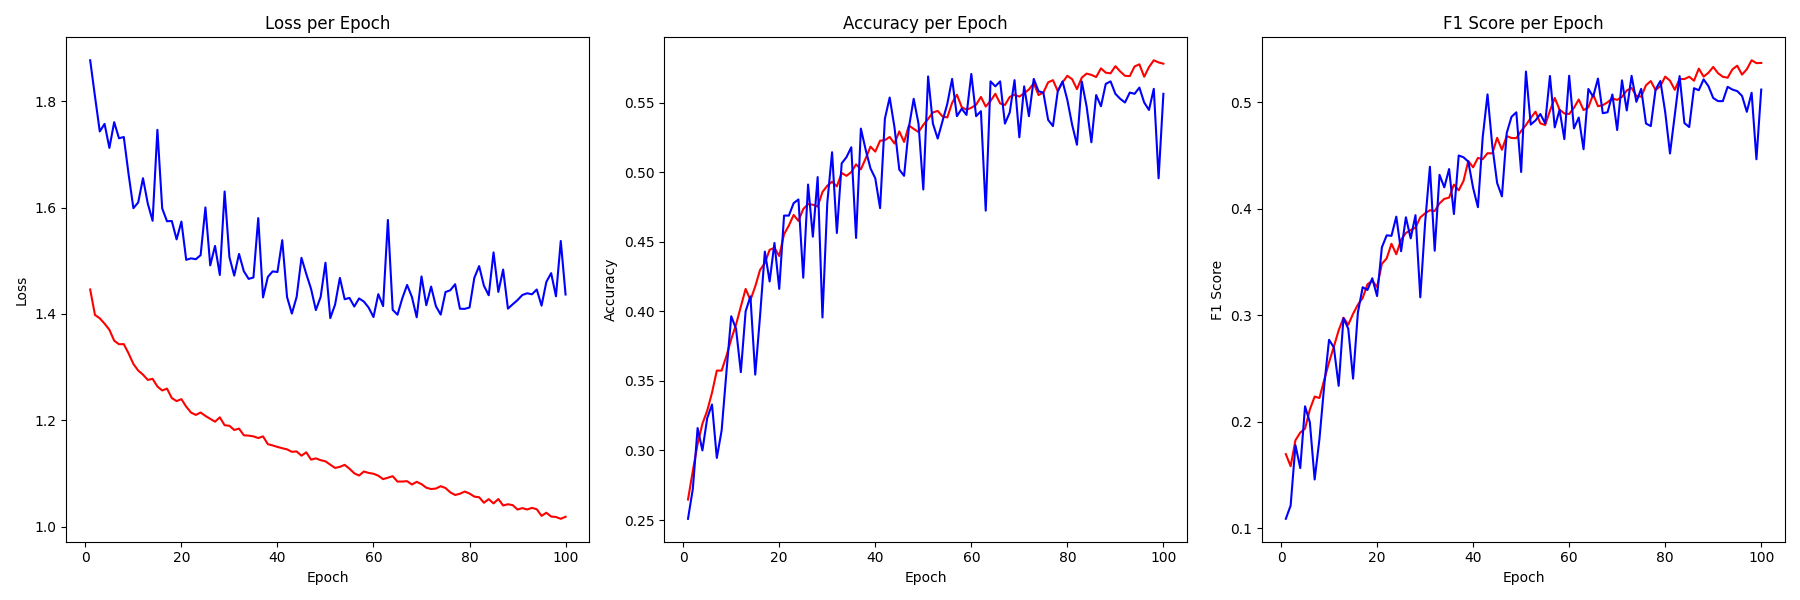 Loss per Epoch
1.8
1.6
1.4
1.2
1.0
Loss
0 20 40 60 80 100
Epoch
Accuracy per Epoch
0.55
0.50
0.45
0.40
0.35
0.30
0.25
Accuracy
0 20 40 60 80 100
Epoch
F1 Score per Epoch
0.5
0.4
0.3
0.2
0.1
F1 Score
0 20 40 60 80 100
Epoch